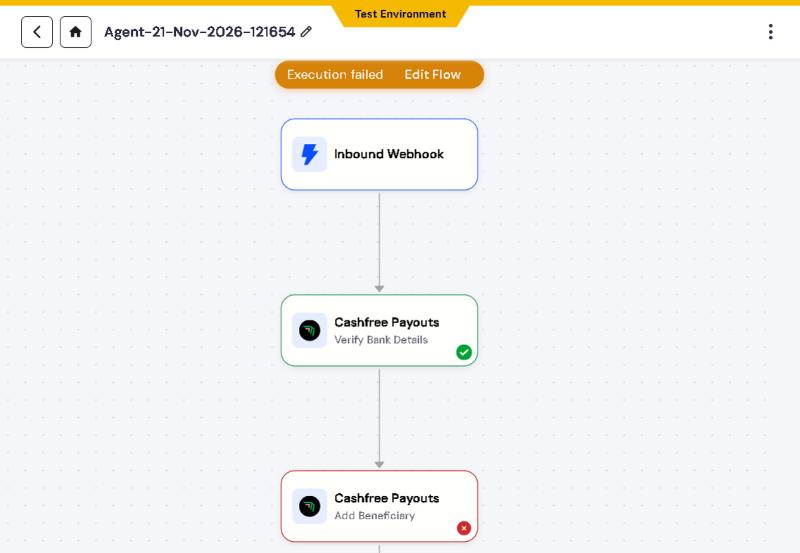 Test Environment
Agent-21-Nov-2026-121654
Execution failed Edit Flow
Inbound Webhook
Cashfree Payouts
Verify Bank Details
Cashfree Payouts
Add Beneficiary